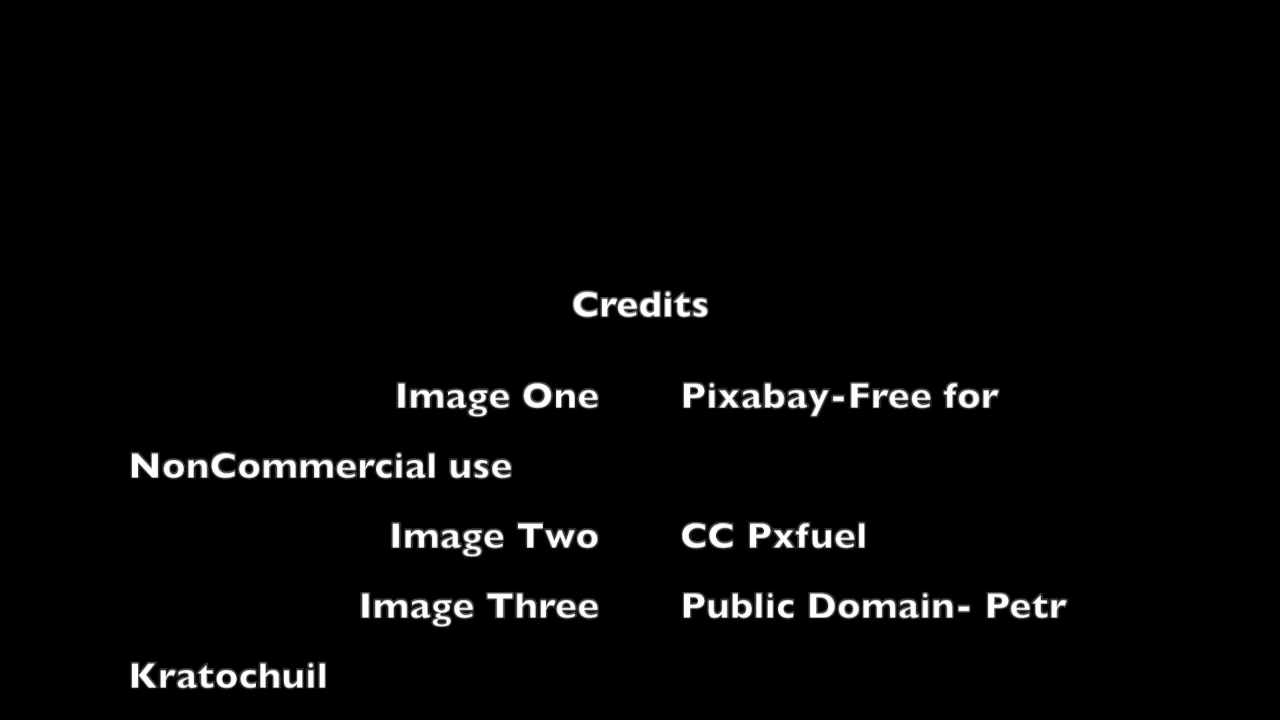 Credits
Image One Pixabay-Free for
NonCommercial use
Image Two CC Pxfuel
Image Three Public Domain- Petr
Kratochuil